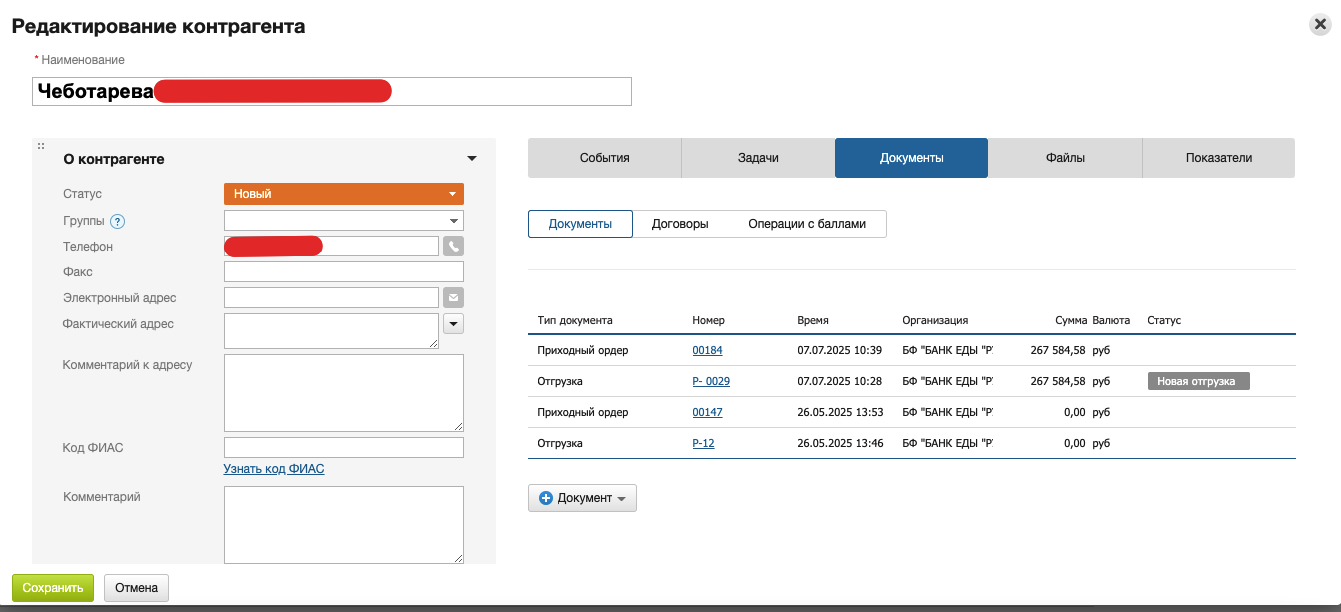 Редактирование контрагента
* Наименование
Чеботарева
О контрагенте
Статус Новый
Группы ?
Телефон
Факс
Электронный адрес
Фактический адрес
Комментарий к адресу
Код ФИАС
Узнать код ФИАС
Комментарий
Сохранить Отмена
События Задачи Документы Файлы Показатели
Документы Договоры Операции с баллами
Тип документа Номер Время Организация Сумма Валюта Статус
Приходный ордер 00184 07.07.2025 10:39 БФ "БАНК ЕДЫ "Р 267 584,58 руб
Отгрузка Р- 0029 07.07.2025 10:28 БФ "БАНК ЕДЫ "Р 267 584,58 руб Новая отгрузка
Приходный ордер 00147 26.05.2025 13:53 БФ "БАНК ЕДЫ "Р 0,00 руб
Отгрузка Р-12 26.05.2025 13:46 БФ "БАНК ЕДЫ "Р 0,00 руб
Документ